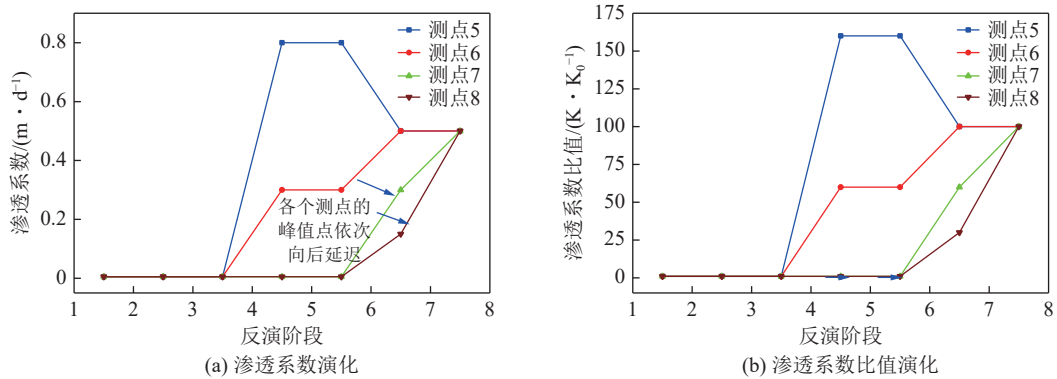 0.8
0.6
0.4
0.2
0
渗透系数/(m·d⁻¹)
测点5
测点6
测点7
测点8
各个测点的
峰值点依次
向后延迟
1 2 3 4 5 6 7 8
反演阶段
(a) 渗透系数演化
175
150
125
100
75
50
25
0
渗透系数比值/(K·K₀⁻¹)
测点5
测点6
测点7
测点8
1 2 3 4 5 6 7 8
反演阶段
(b) 渗透系数比值演化